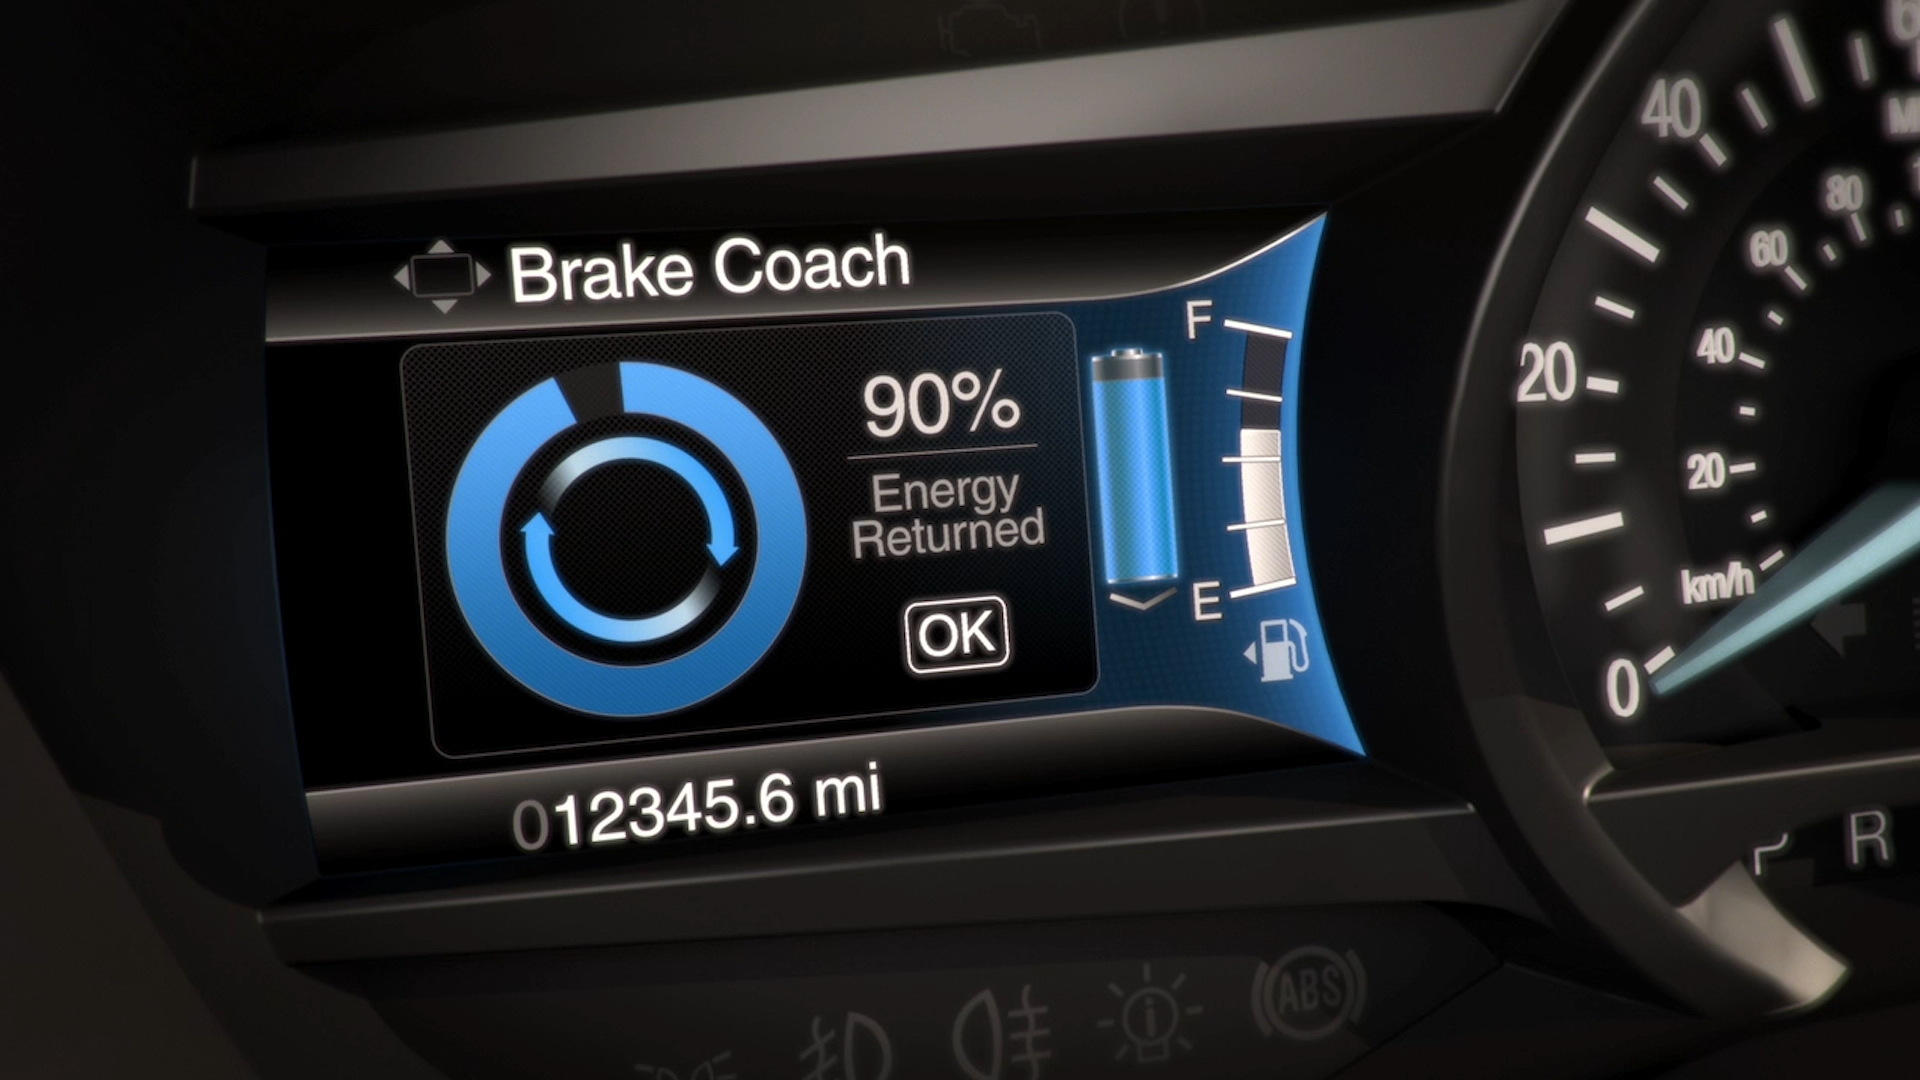 Brake Coach
90%
Energy
Returned
OK
012345.6 mi
F
E
40
20
0
80
60
40
20
km/h
P R
ABS